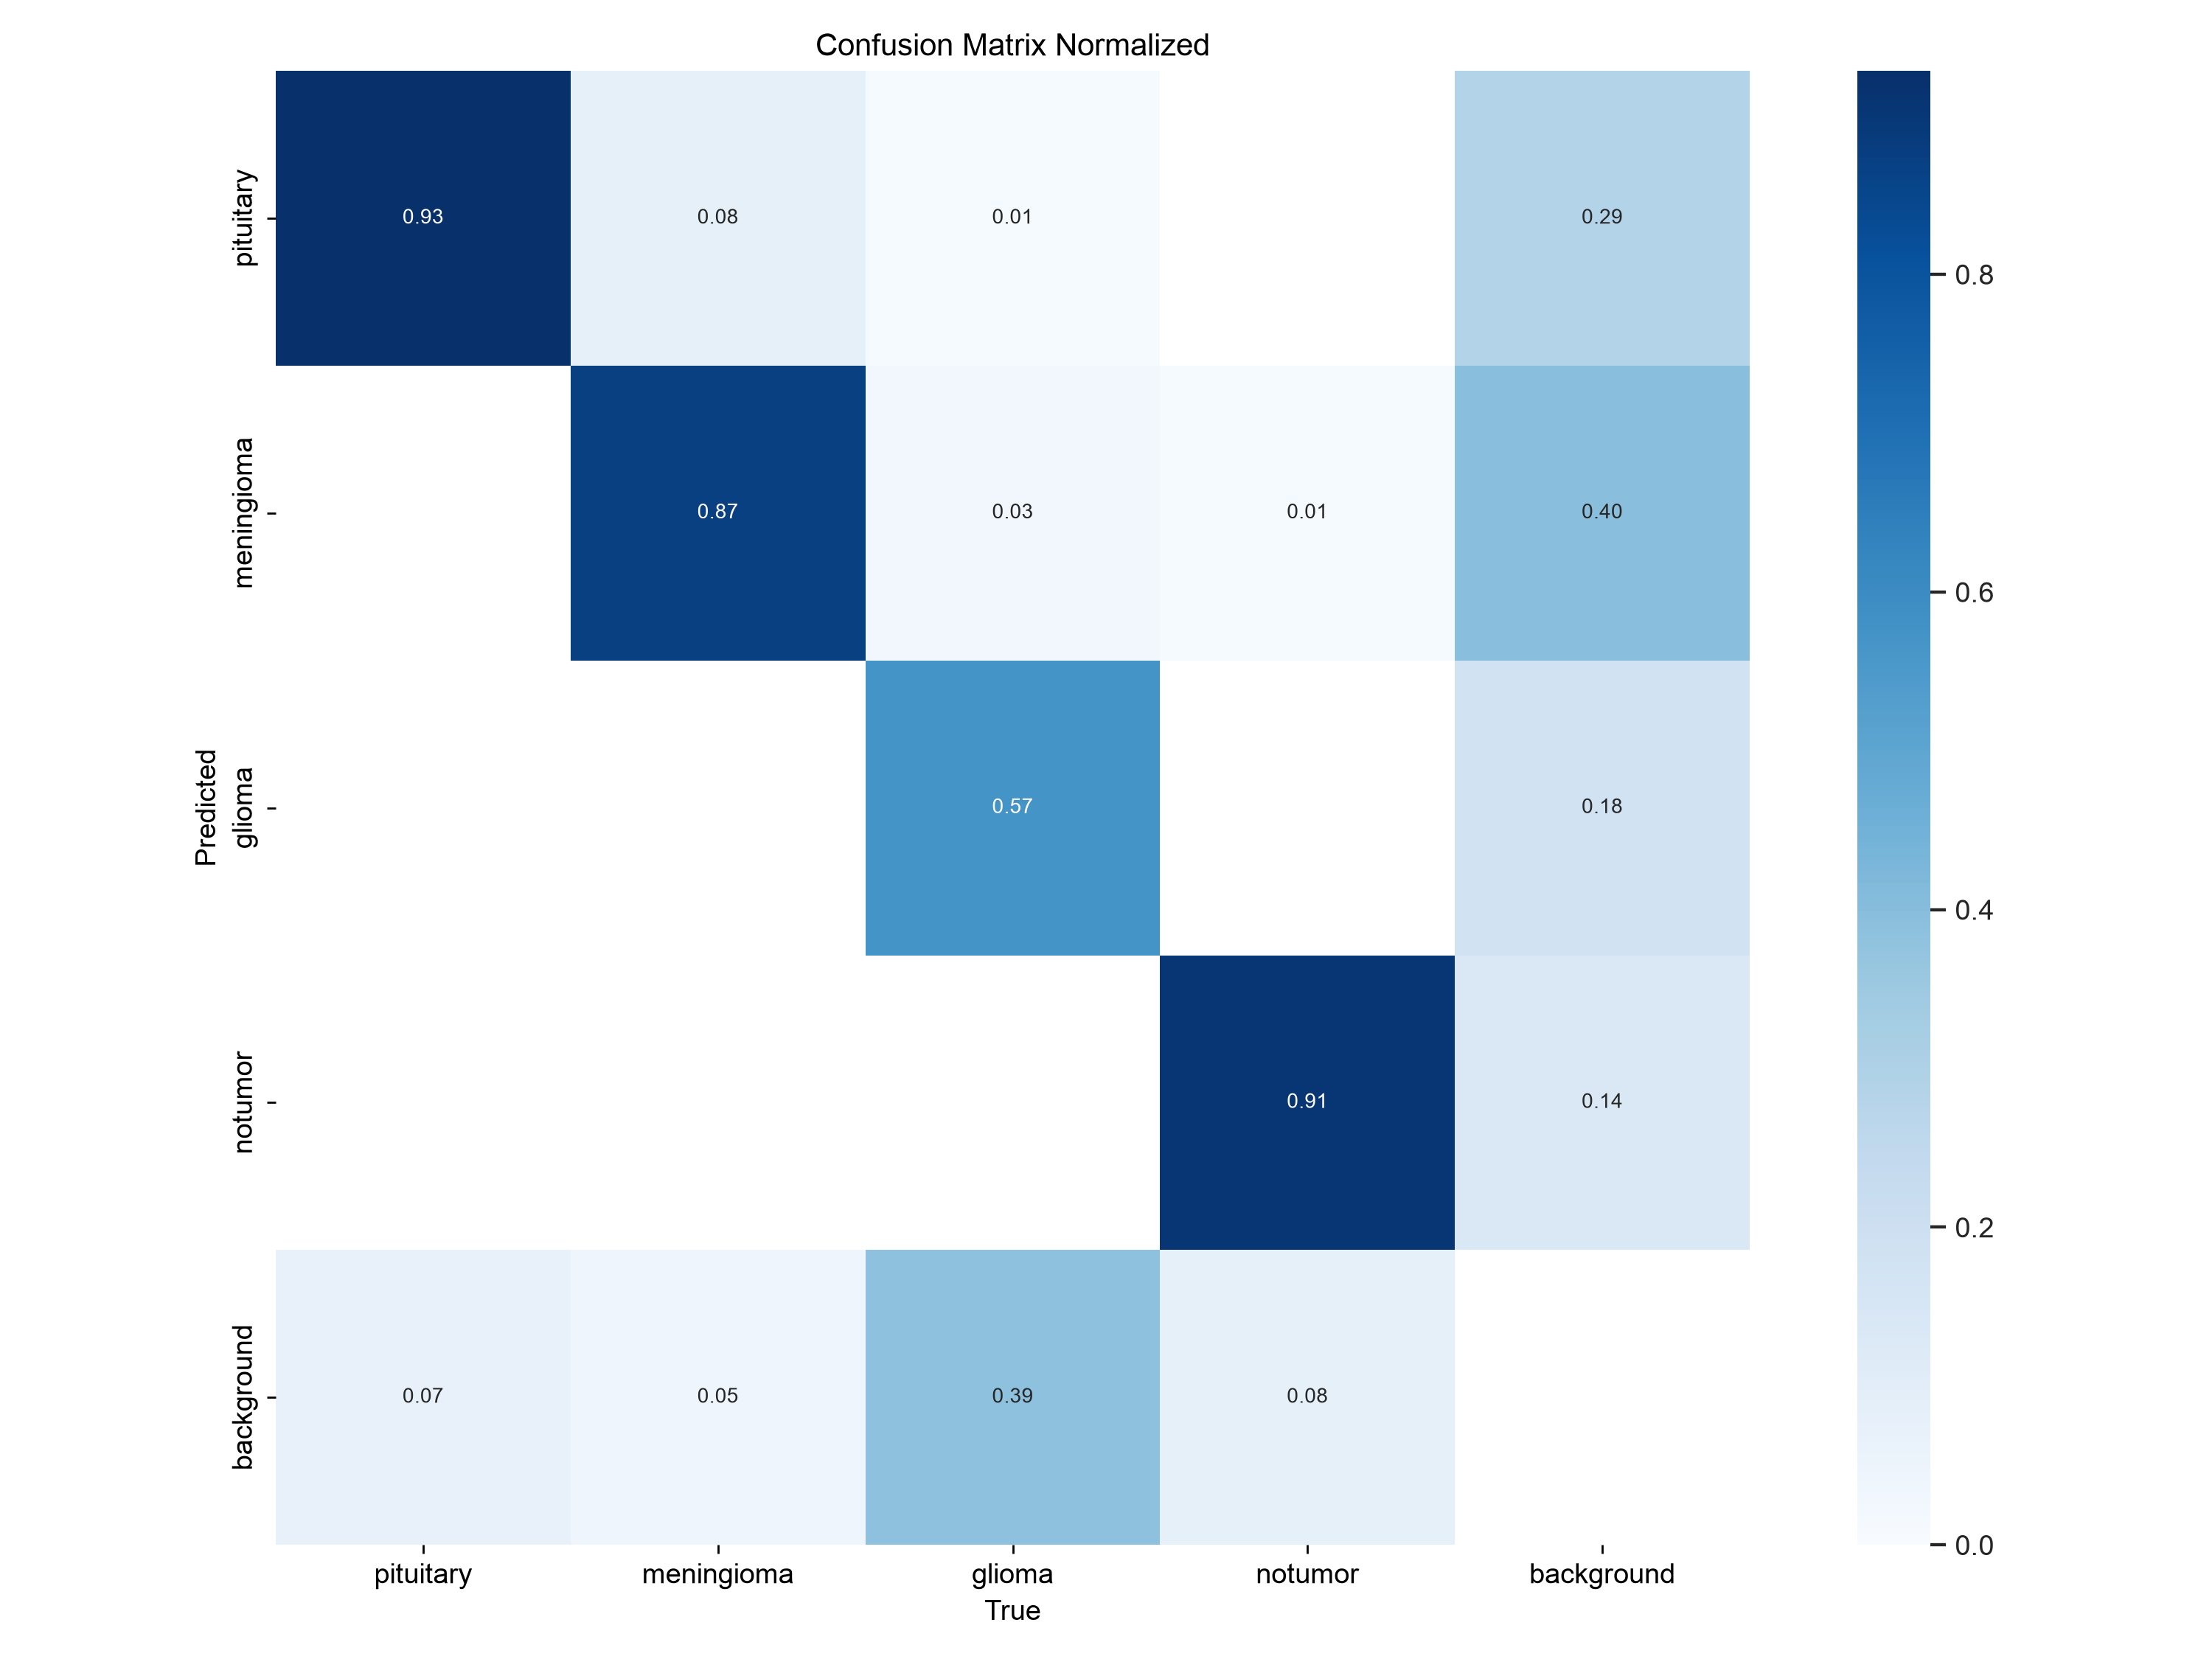 Confusion Matrix Normalized
pituitary
0.93
0.08
0.01
0.29
0.8
meningioma
0.87
0.03
0.01
0.40
0.6
Predicted
glioma
0.57
0.18
0.4
notumor
0.91
0.14
0.2
background
0.07
0.05
0.39
0.08
0.0
pituitary
meningioma
glioma
notumor
background
True